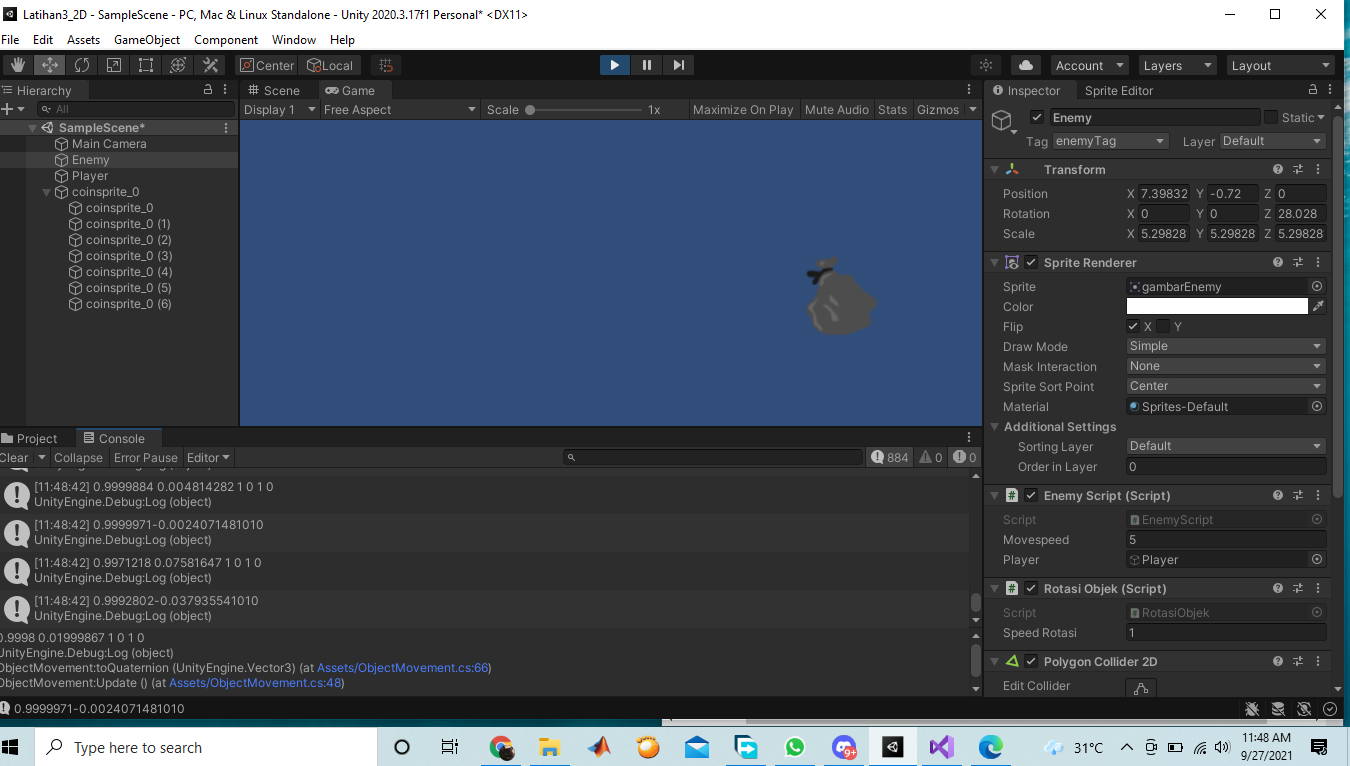 Latihan3_2D - SampleScene - PC, Mac & Linux Standalone - Unity 2020.3.17f1 Personal* <DX11>
File Edit Assets GameObject Component Window Help
Center Local Account Layers Layout
Hierarchy
All
SampleScene*
Main Camera
Enemy
Player
coinsprite_0
coinsprite_0
coinsprite_0 (1)
coinsprite_0 (2)
coinsprite_0 (3)
coinsprite_0 (4)
coinsprite_0 (5)
coinsprite_0 (6)
Scene Game
Display 1 Free Aspect Scale 1x Maximize On Play Mute Audio Stats Gizmos
Inspector Sprite Editor
Enemy Static
Tag enemyTag Layer Default
Transform
Position X 7.39832 Y -0.72 Z 0
Rotation X 0 Y 0 Z 28.028
Scale X 5.29828 Y 5.29828 Z 5.29828
Sprite Renderer
Sprite gambarEnemy
Color
Flip X Y
Draw Mode Simple
Mask Interaction None
Sprite Sort Point Center
Material Sprites-Default
Additional Settings
Sorting Layer Default
Order in Layer 0
Enemy Script (Script)
Script EnemyScript
Movespeed 5
Player Player
Rotasi Objek (Script)
Script RotasiObjek
Speed Rotasi 1
Polygon Collider 2D
Edit Collider
Project Console
Clear Collapse Error Pause Editor 884 0 0
[11:48:42] 0.9999884 0.004814282 1 0 1 0
UnityEngine.Debug:Log (object)
[11:48:42] 0.9999971-0.0024071481010
UnityEngine.Debug:Log (object)
[11:48:42] 0.9971218 0.07581647 1 0 1 0
UnityEngine.Debug:Log (object)
[11:48:42] 0.9992802-0.037935541010
UnityEngine.Debug:Log (object)
0.9998 0.01999867 1 0 1 0
UnityEngine.Debug:Log (object)
ObjectMovement:toQuaternion (UnityEngine.Vector3) (at Assets/ObjectMovement.cs:66)
ObjectMovement:Update () (at Assets/ObjectMovement.cs:48)
0.9999971-0.0024071481010
Type here to search
9+
31°C
11:48 AM
9/27/2021